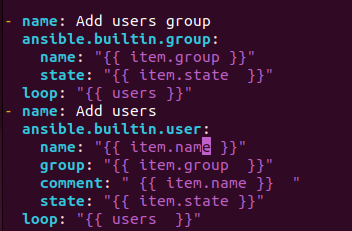 - name: Add users group
  ansible.builtin.group:
    name: "{{ item.group }}"
    state: "{{ item.state  }}"
  loop: "{{ users }}"
- name: Add users
  ansible.builtin.user:
    name: "{{ item.name }}"
    group: "{{ item.group  }}"
    comment: " {{ item.name }}  "
    state: "{{ item.state }}"
  loop: "{{ users  }}"